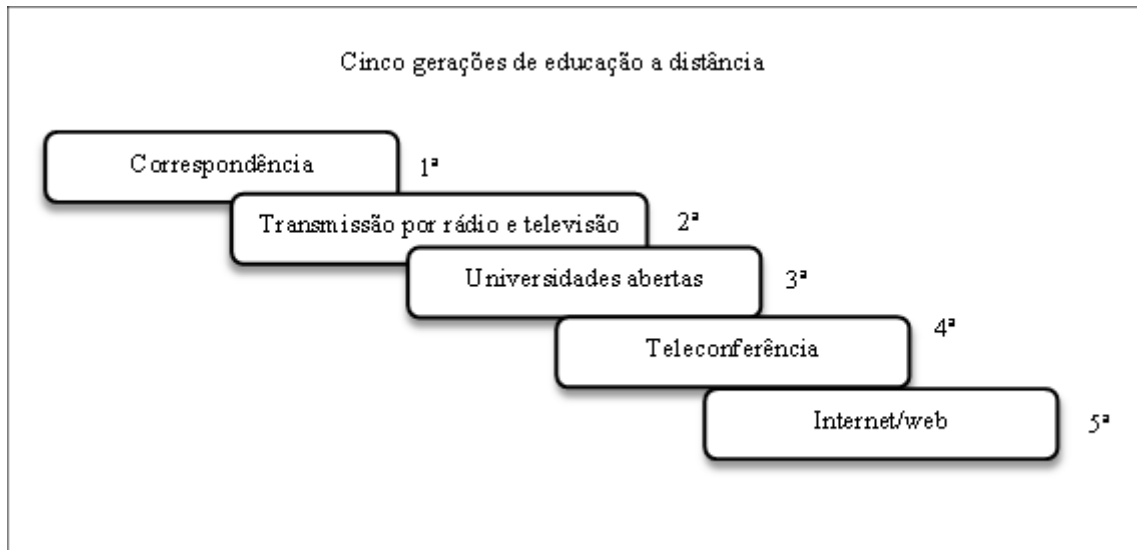 Cinco gerações de educação a distância
Correspondência 1ª
Transmissão por rádio e televisão 2ª
Universidades abertas 3ª
Teleconferência 4ª
Internet/web 5ª